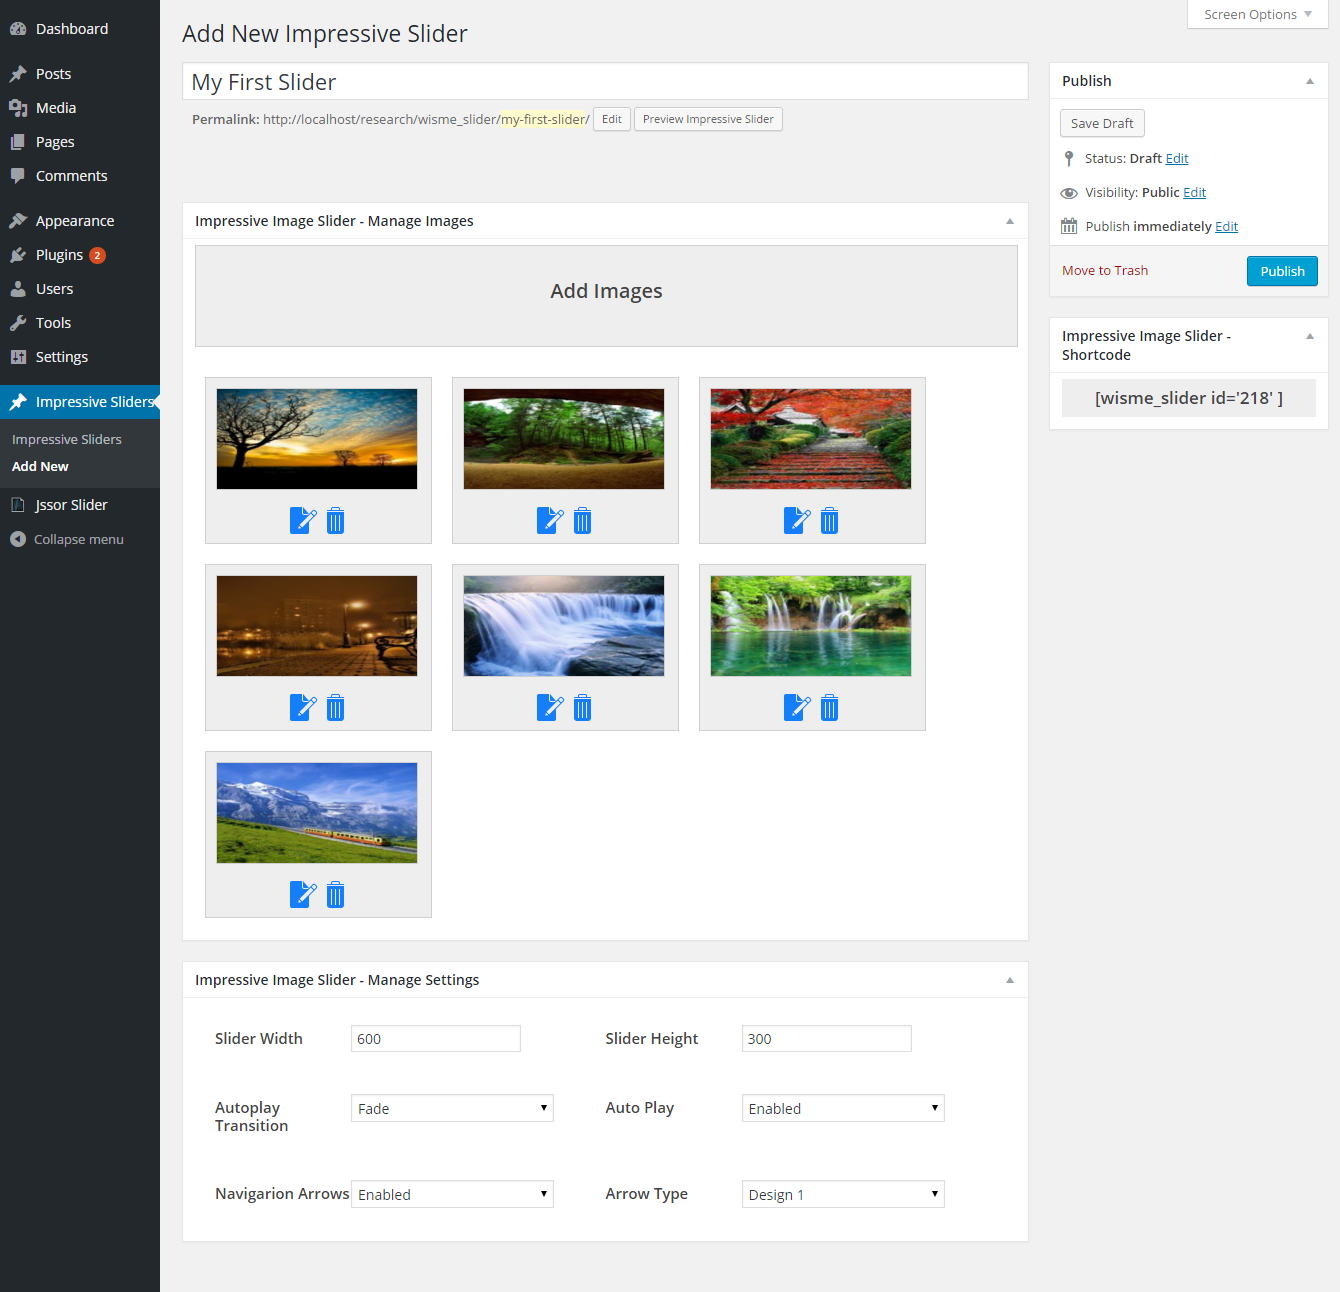 Dashboard
Posts
Media
Pages
Comments
Appearance
Plugins 2
Users
Tools
Settings
Impressive Sliders
Impressive Sliders
Add New
Jssor Slider
Collapse menu
Screen Options
Add New Impressive Slider
My First Slider
Permalink: http://localhost/research/wisme_slider/my-first-slider/ Edit Preview Impressive Slider
Impressive Image Slider - Manage Images
Add Images
Impressive Image Slider - Manage Settings
Slider Width 600 Slider Height 300
Autoplay Transition Fade Auto Play Enabled
Navigarion Arrows Enabled Arrow Type Design 1
Publish
Save Draft
Status: Draft Edit
Visibility: Public Edit
Publish immediately Edit
Move to Trash Publish
Impressive Image Slider -
Shortcode
[wisme_slider id='218' ]